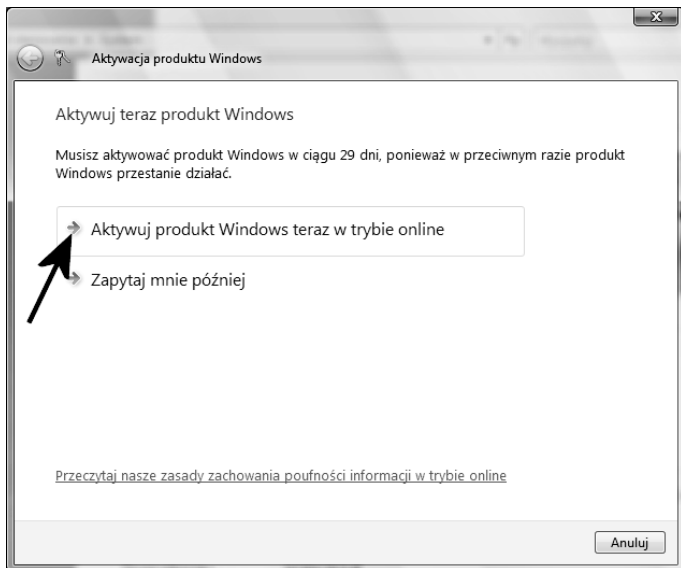 Aktywacja produktu Windows
Aktywuj teraz produkt Windows
Musisz aktywować produkt Windows w ciągu 29 dni, ponieważ w przeciwnym razie produkt
Windows przestanie działać.
Aktywuj produkt Windows teraz w trybie online
Zapytaj mnie później
Przeczytaj nasze zasady zachowania poufności informacji w trybie online
Anuluj